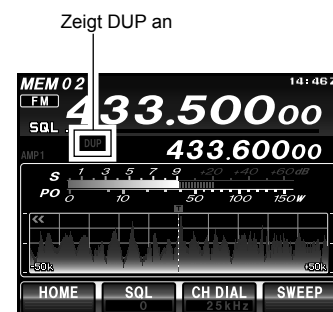 Zeigt DUP an
MEM 02 14:46Z
FM 433.50000
SQL
DUP
AMP1 433.60000
S 1 3 5 7 9 +20 +40 +60dB
PO 0 10 50 100 150W
T
<<
-50k +50k
HOME SQL CH DIAL SWEEP
0 25kHz